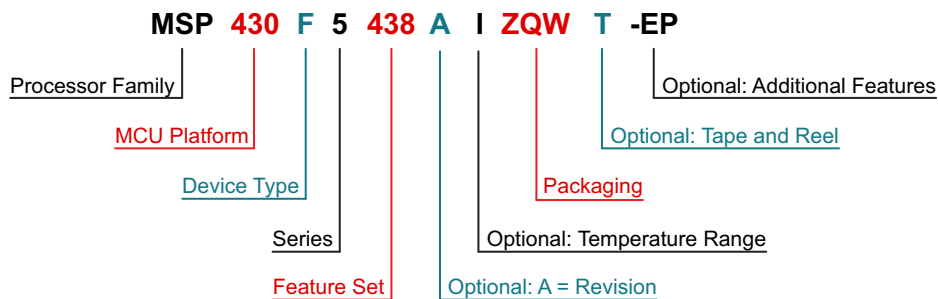 MSP 430 F 5 438 A I ZQW T -EP
Processor Family
Optional: Additional Features
MCU Platform
Optional: Tape and Reel
Device Type
Packaging
Series
Optional: Temperature Range
Feature Set
Optional: A = Revision